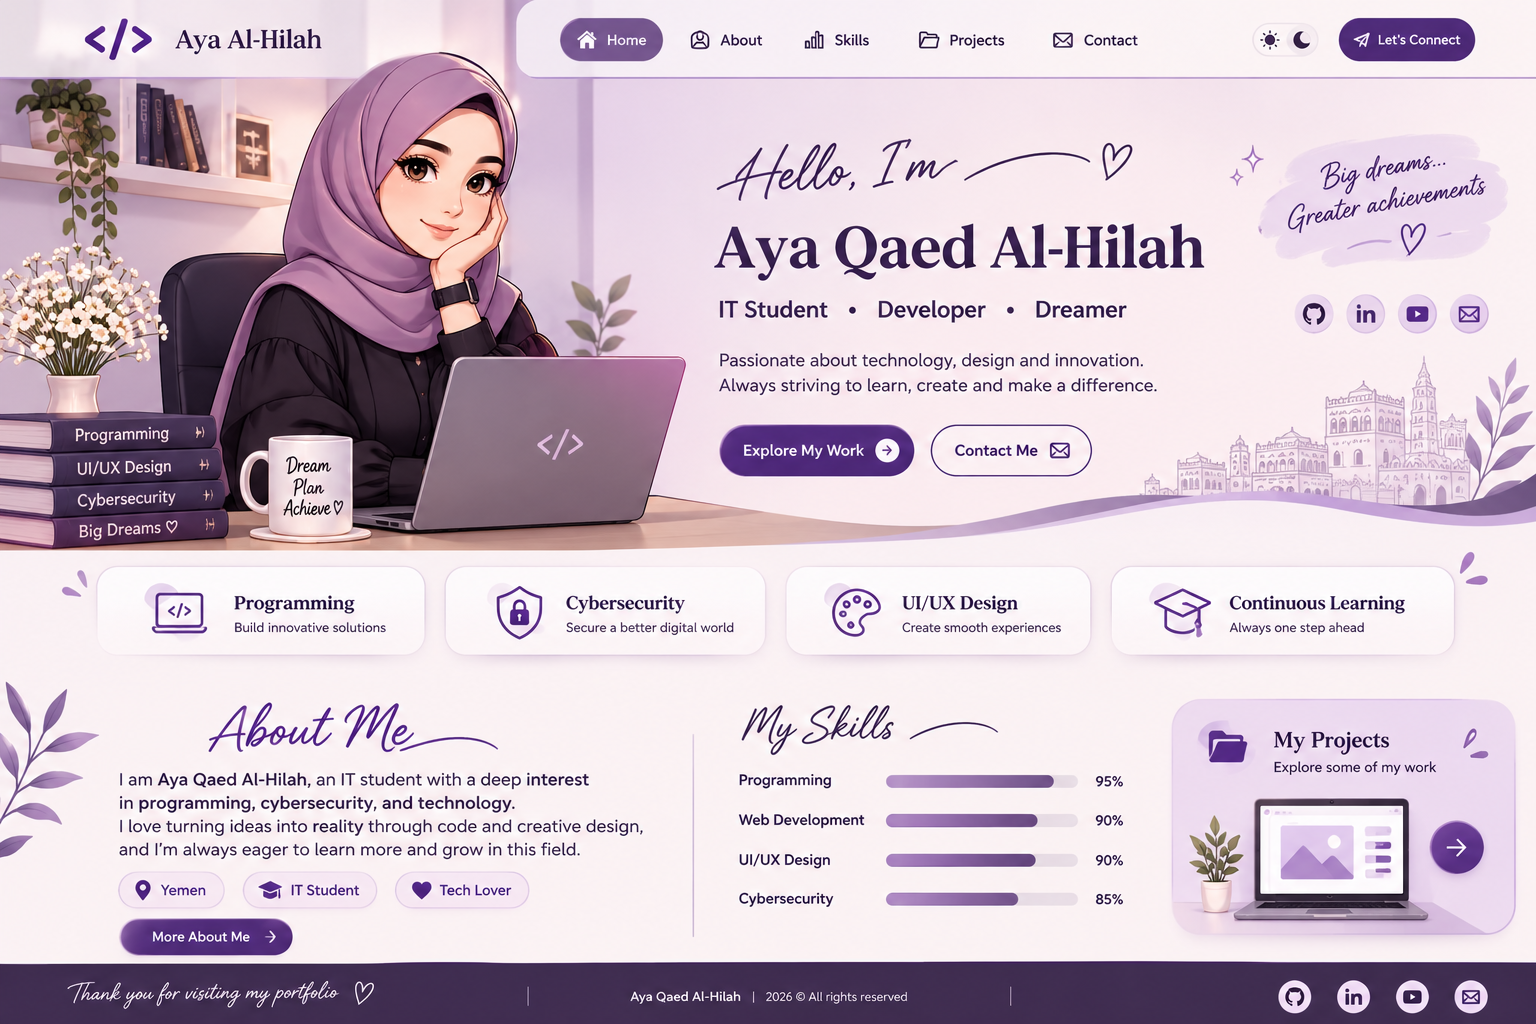 </> Aya Al-Hilah
Home About Skills Projects Contact Let's Connect
Hello, I'm
Aya Qaed Al-Hilah
IT Student • Developer • Dreamer
Passionate about technology, design and innovation.
Always striving to learn, create and make a difference.
Explore My Work Contact Me
Big dreams...
Greater achievements
Programming
UI/UX Design
Cybersecurity
Big Dreams ♡
Dream
Plan
Achieve ♡
</>
</>
Programming
Build innovative solutions
Cybersecurity
Secure a better digital world
UI/UX Design
Create smooth experiences
Continuous Learning
Always one step ahead
About Me
I am Aya Qaed Al-Hilah, an IT student with a deep interest
in programming, cybersecurity, and technology.
I love turning ideas into reality through code and creative design,
and I'm always eager to learn more and grow in this field.
Yemen IT Student Tech Lover
More About Me
My Skills
Programming 95%
Web Development 90%
UI/UX Design 90%
Cybersecurity 85%
My Projects
Explore some of my work
Thank you for visiting my portfolio
Aya Qaed Al-Hilah | 2026 © All rights reserved